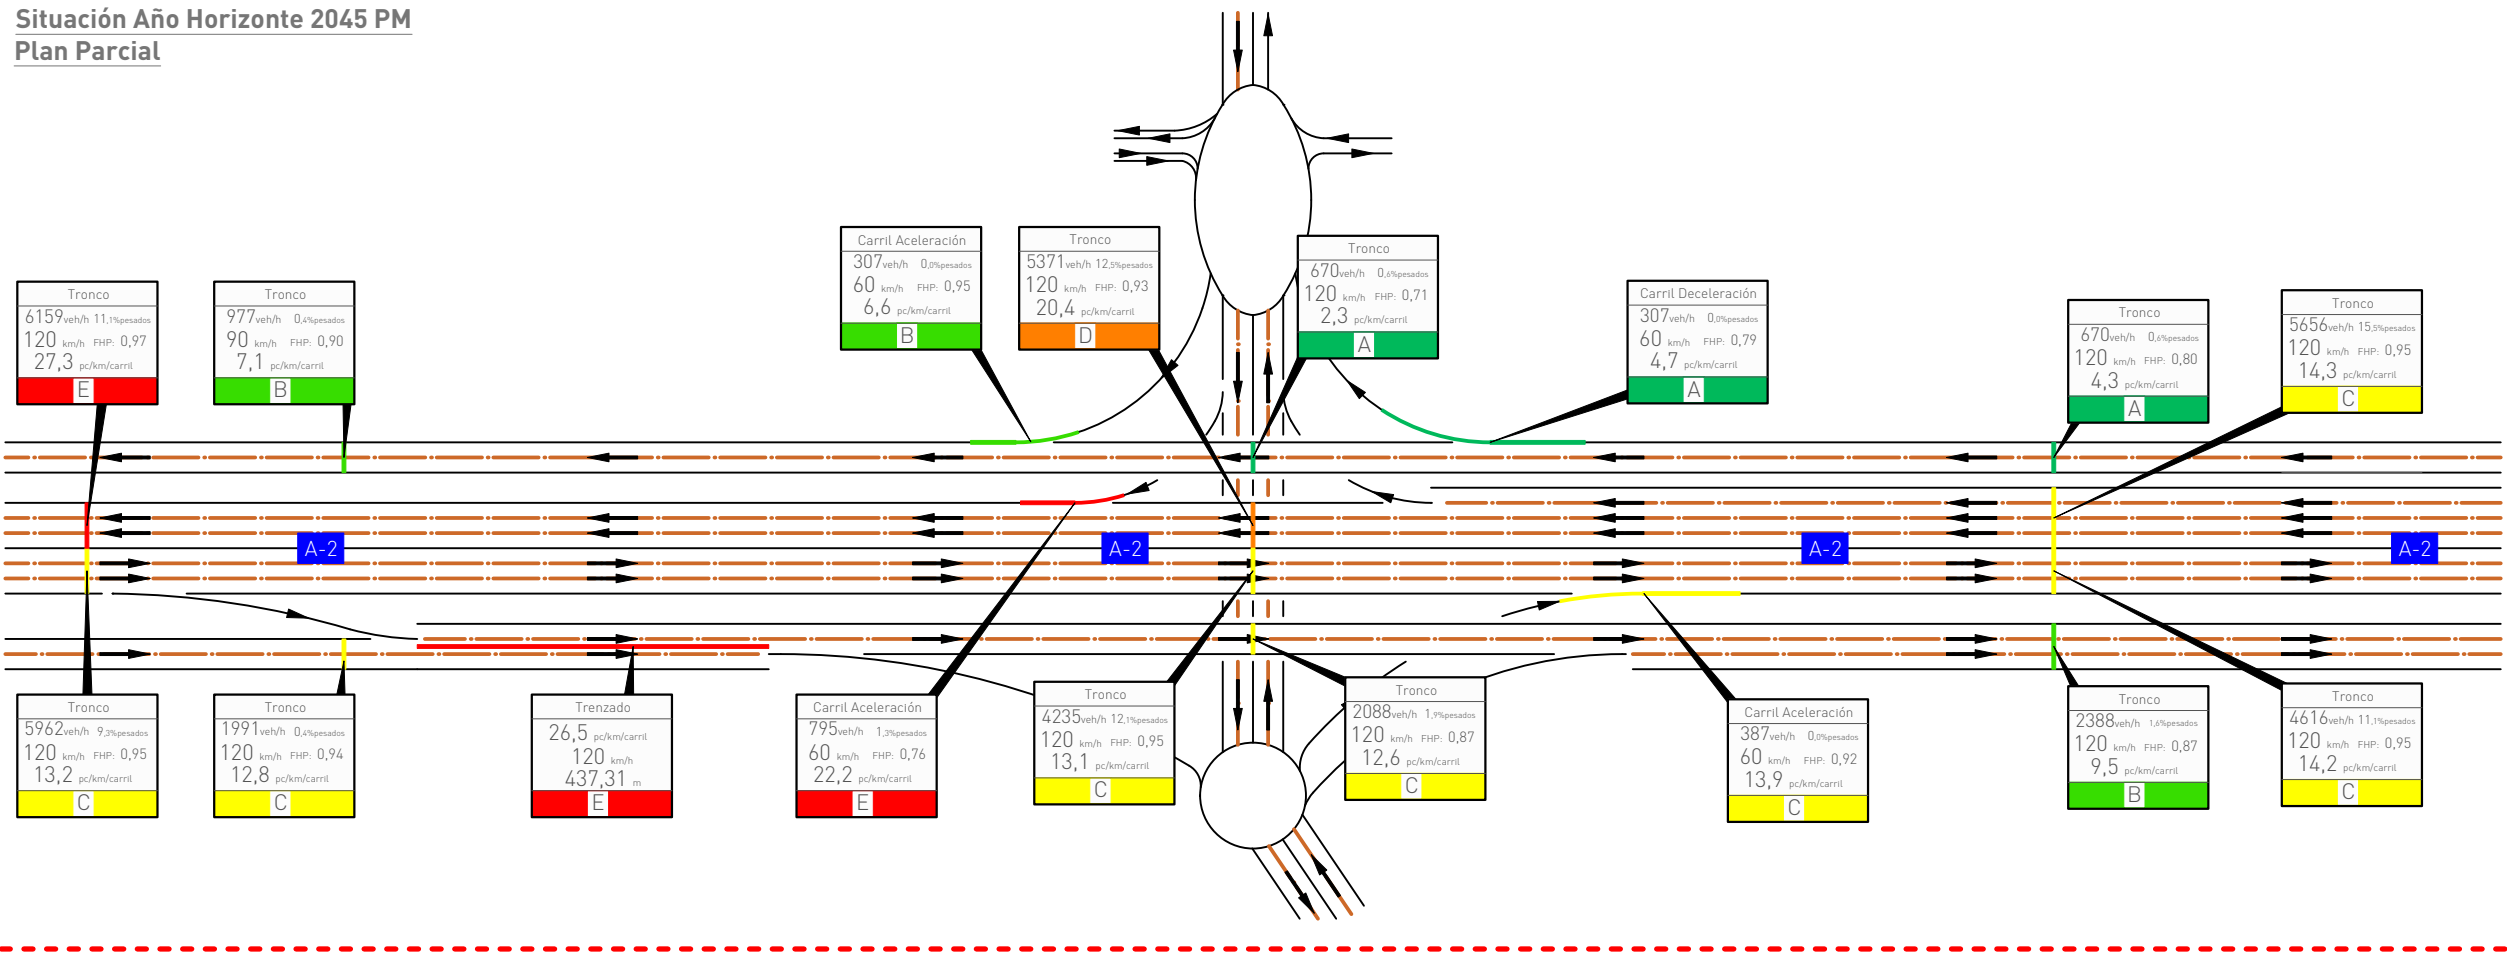 Situación Año Horizonte 2045 PM
Plan Parcial
Carril Aceleración
307veh/h 0,0%pesados
60 km/h FHP: 0,95
6,6 pc/km/carril
B
Tronco
5371veh/h 12,5%pesados
120 km/h FHP: 0,93
20,4 pc/km/carril
D
Tronco
670veh/h 0,6%pesados
120 km/h FHP: 0,71
2,3 pc/km/carril
A
Tronco
6159veh/h 11,1%pesados
120 km/h FHP: 0,97
27,3 pc/km/carril
E
Tronco
977veh/h 0,4%pesados
90 km/h FHP: 0,90
7,1 pc/km/carril
B
Carril Deceleración
307veh/h 0,0%pesados
60 km/h FHP: 0,79
4,7 pc/km/carril
A
Tronco
670veh/h 0,6%pesados
120 km/h FHP: 0,80
4,3 pc/km/carril
A
Tronco
5656veh/h 15,5%pesados
120 km/h FHP: 0,95
14,3 pc/km/carril
C
A-2
A-2
A-2
A-2
Tronco
5962veh/h 9,3%pesados
120 km/h FHP: 0,95
13,2 pc/km/carril
C
Tronco
1991veh/h 0,4%pesados
120 km/h FHP: 0,94
12,8 pc/km/carril
C
Trenzado
26,5 pc/km/carril
120 km/h
437,31 m
E
Carril Aceleración
795veh/h 1,3%pesados
60 km/h FHP: 0,76
22,2 pc/km/carril
E
Tronco
4235veh/h 12,1%pesados
120 km/h FHP: 0,95
13,1 pc/km/carril
C
Tronco
2088veh/h 1,9%pesados
120 km/h FHP: 0,87
12,6 pc/km/carril
C
Carril Aceleración
387veh/h 0,0%pesados
60 km/h FHP: 0,92
13,9 pc/km/carril
C
Tronco
2388veh/h 1,6%pesados
120 km/h FHP: 0,87
9,5 pc/km/carril
B
Tronco
4616veh/h 11,1%pesados
120 km/h FHP: 0,95
14,2 pc/km/carril
C